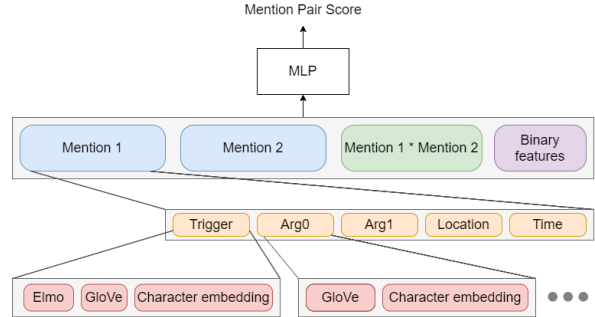 Mention Pair Score
MLP
Mention 1
Mention 2
Mention 1 * Mention 2
Binary
features
Trigger
Arg0
Arg1
Location
Time
Elmo
GloVe
Character embedding
GloVe
Character embedding